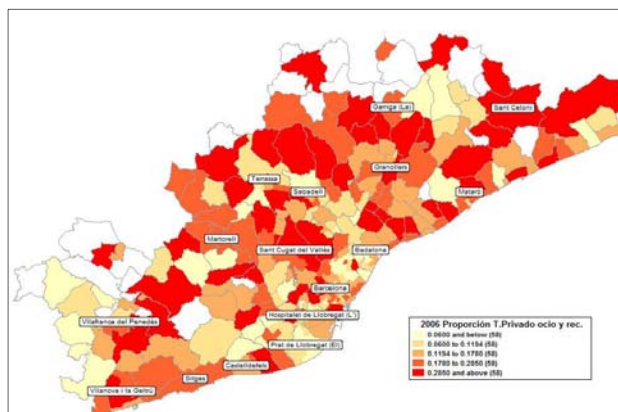 Garriga (La)
Sant Celoni
Granollers
Terrassa
Sabadell
Mataró
Martorell
Sant Cugat del Vallès
Badalona
Barcelona
Hospitalet de Llobregat (L')
Vilafranca del Penedès
Prat de Llobregat (El)
Castelldefels
Sitges
Vilanova i la Geltrú
2006 Proporción T.Privado ocio y rec.
0.0600 and below (58)
0.0600 to 0.1194 (58)
0.1194 to 0.1780 (58)
0.1780 to 0.2850 (58)
0.2850 and above (58)